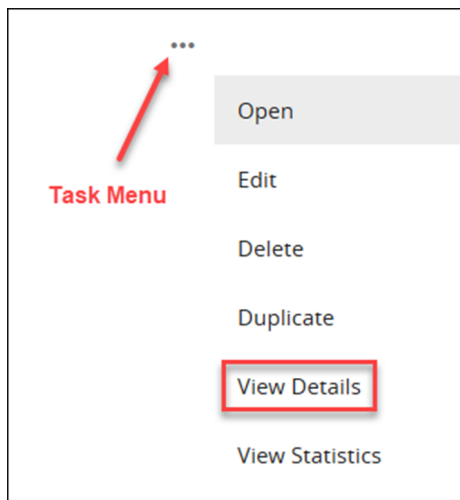 •••
Open
Task Menu
Edit
Delete
Duplicate
View Details
View Statistics